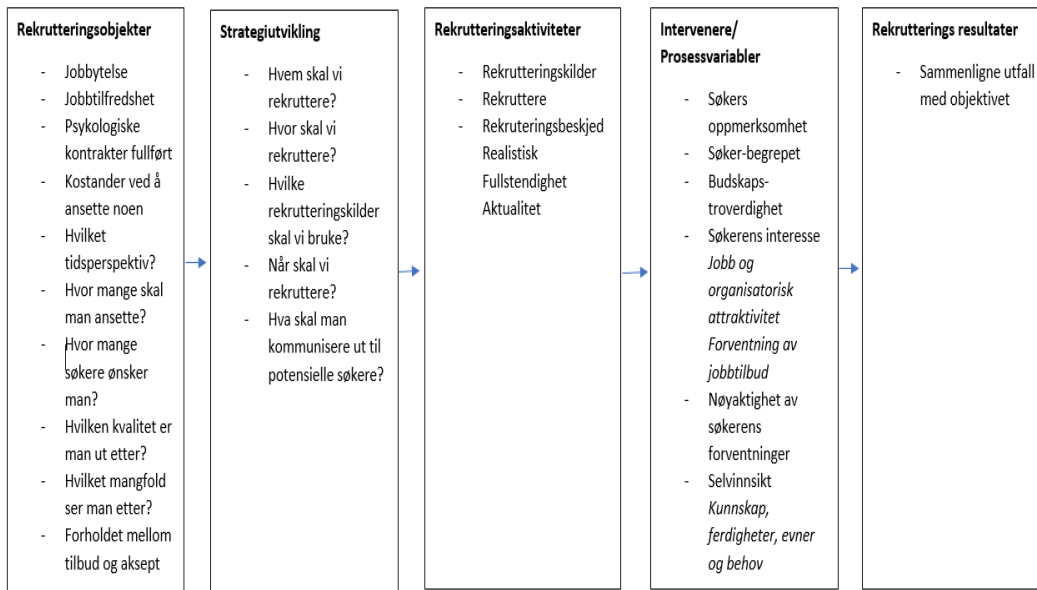 Rekrutteringsobjekter
- Jobbytelse
- Jobbtilfredshet
- Psykologiske
kontrakter fullført
- Kostander ved å
ansette noen
- Hvilket
tidsperspektiv?
- Hvor mange skal
man ansette?
- Hvor mange
søkere ønsker
man?
- Hvilken kvalitet er
man ut etter?
- Hvilket mangfold
ser man etter?
- Forholdet mellom
tilbud og aksept
Strategiutvikling
- Hvem skal vi
rekruttere?
- Hvor skal vi
rekruttere?
- Hvilke
rekrutteringskilder
skal vi bruke?
- Når skal vi
rekruttere?
- Hva skal man
kommunisere ut til
potensielle søkere?
Rekrutteringsaktiviteter
- Rekrutteringskilder
- Rekruttere
- Rekruteringsbeskjed
Realistisk
Fullstendighet
Aktualitet
Intervenere/
Prosessvariabler
- Søkers
oppmerksomhet
- Søker-begrepet
- Budskaps-
troverdighet
- Søkerens interesse
Jobb og
organisatorisk
attraktivitet
Forventning av
jobbtilbud
- Nøyaktighet av
søkerens
forventninger
- Selvinnsikt
Kunnskap,
ferdigheter, evner
og behov
Rekrutterings resultater
- Sammenligne utfall
med objektivet